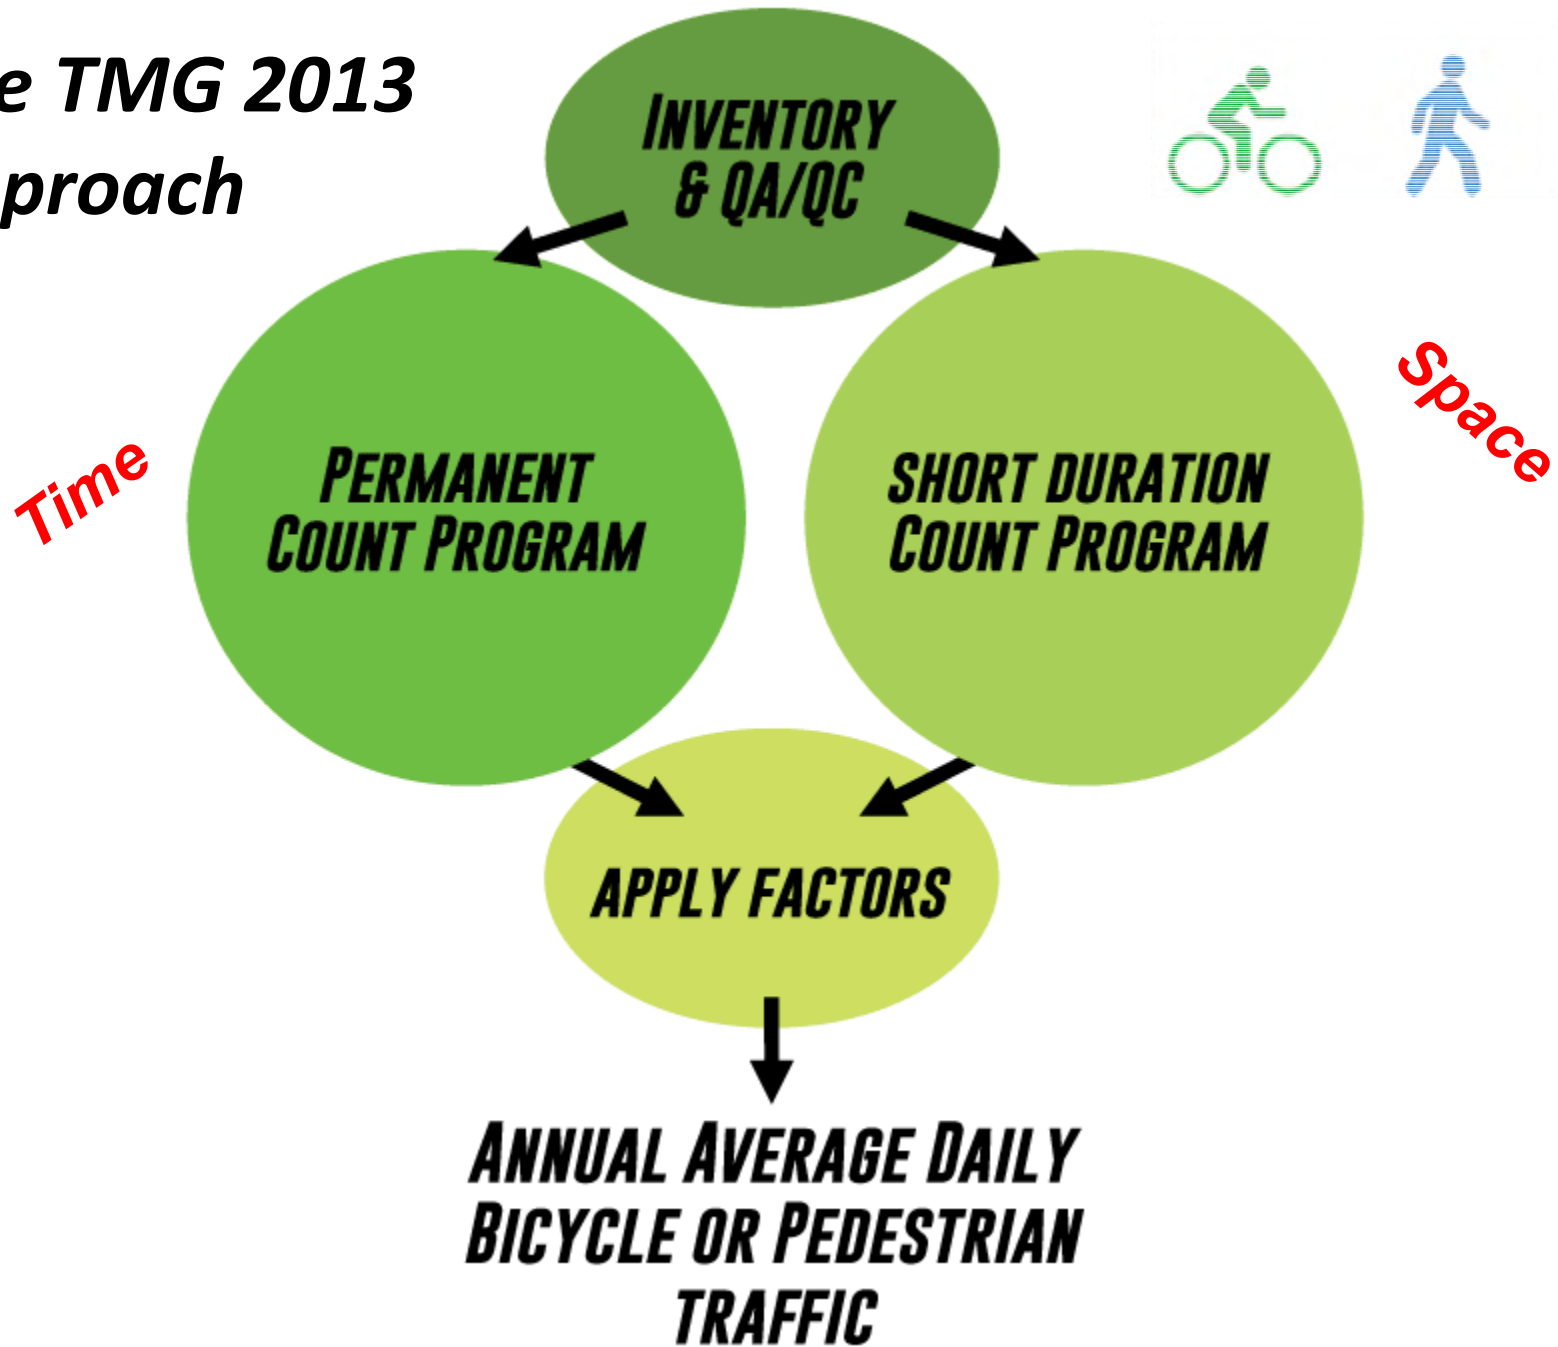 e TMG 2013
proach
INVENTORY
& QA/QC
Time
Space
PERMANENT
COUNT PROGRAM
SHORT DURATION
COUNT PROGRAM
APPLY FACTORS
ANNUAL AVERAGE DAILY
BICYCLE OR PEDESTRIAN
TRAFFIC